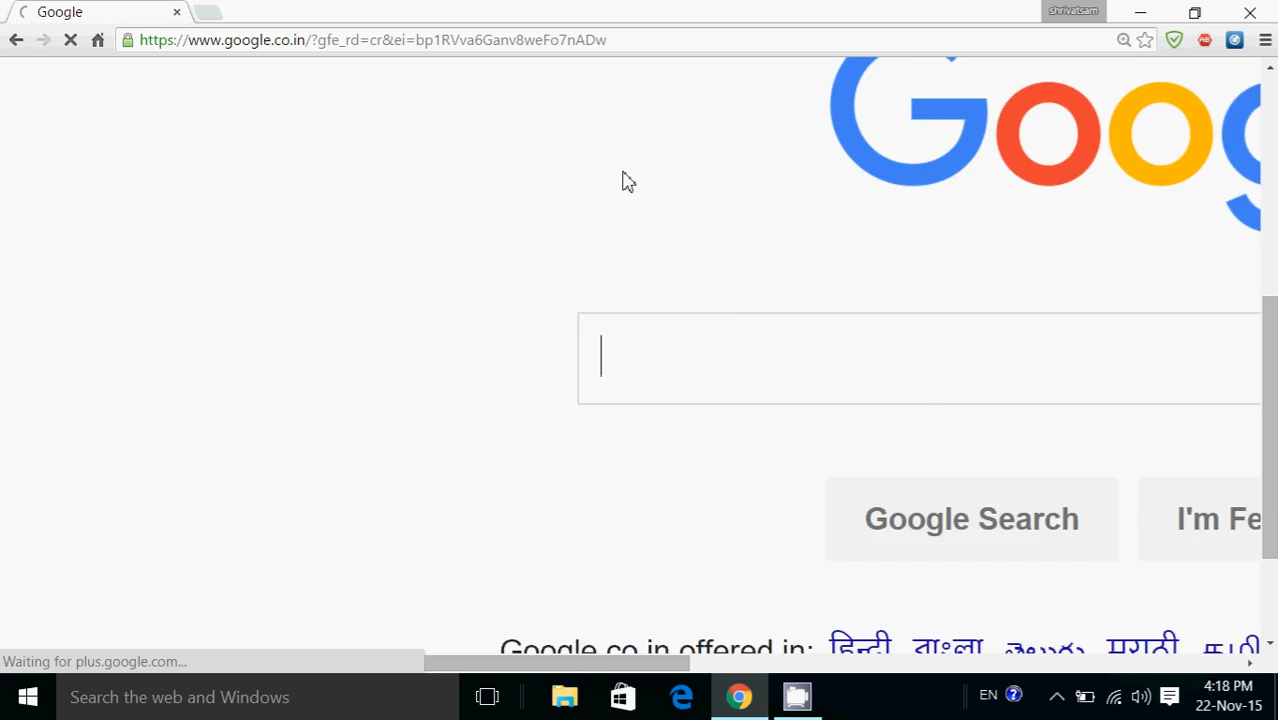 Google
shrivatsam
https://www.google.co.in/?gfe_rd=cr&ei=bp1RVva6Ganv8weFo7nADw
Goog
Google Search
I'm Fe
Google.co.in offered in: हिन्दी বাংলা తెలుగు मराठी தமி
Waiting for plus.google.com...
Search the web and Windows
EN
4:18 PM
22-Nov-15